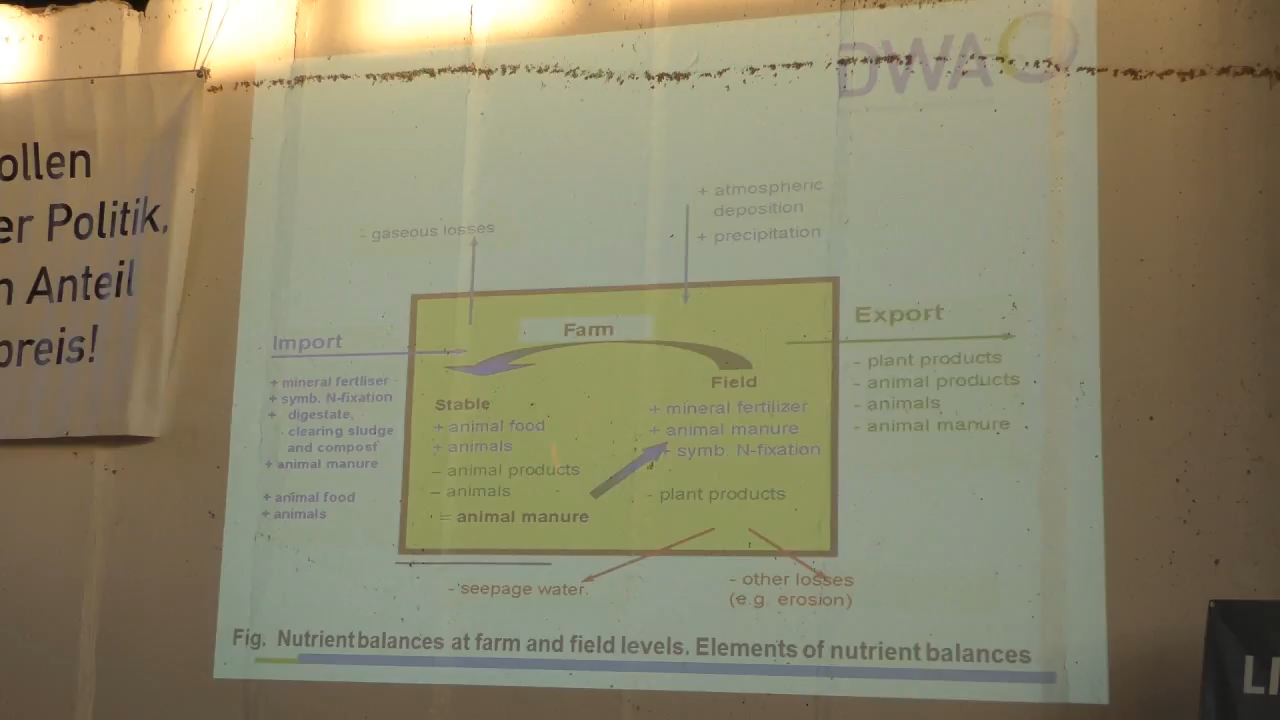 ollen
er Politik,
n Anteil
preis!
DWA
- gaseous losses
+ atmospheric
deposition
+ precipitation
Import
+ mineral fertliser
+ symb. N-fixation
+ digestate,
clearing sludge
and compost
+ animal manure
+ animal food
+ animals
Farm
Stable
+ animal food
+ animals
– animal products
– animals
= animal manure
Field
+ mineral fertilizer
+ animal manure
+ symb. N-fixation
- plant products
Export
- plant products
- animal products
- animals
- animal manure
- seepage water.
- other losses
(e.g. erosion)
Fig. Nutrient balances at farm and field levels. Elements of nutrient balances